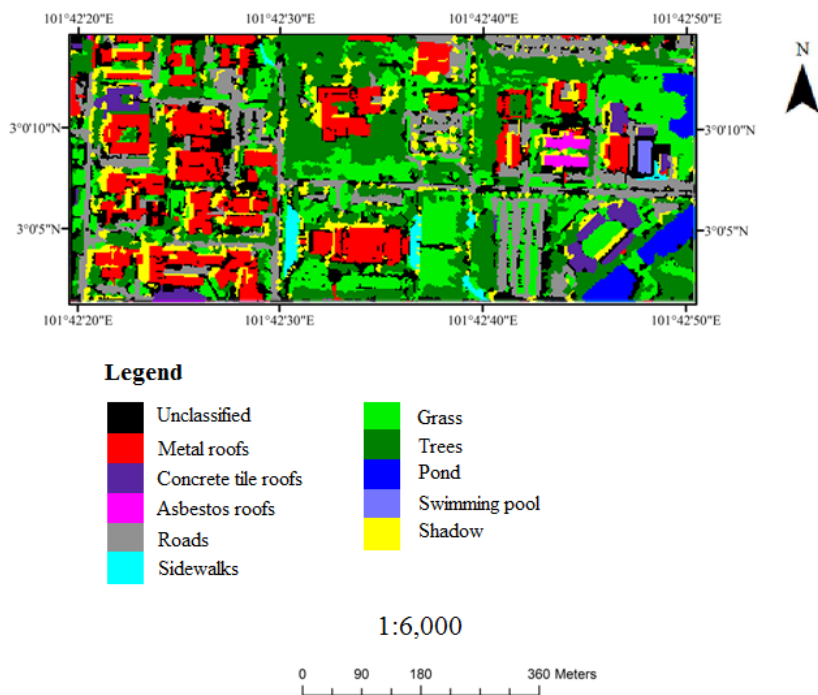 101°42'20"E 101°42'30"E 101°42'40"E 101°42'50"E
N
3°0'10"N 3°0'10"N
3°0'5"N 3°0'5"N
101°42'20"E 101°42'30"E 101°42'40"E 101°42'50"E
Legend
Unclassified
Metal roofs
Concrete tile roofs
Asbestos roofs
Roads
Sidewalks
Grass
Trees
Pond
Swimming pool
Shadow
1:6,000
0 90 180 360 Meters